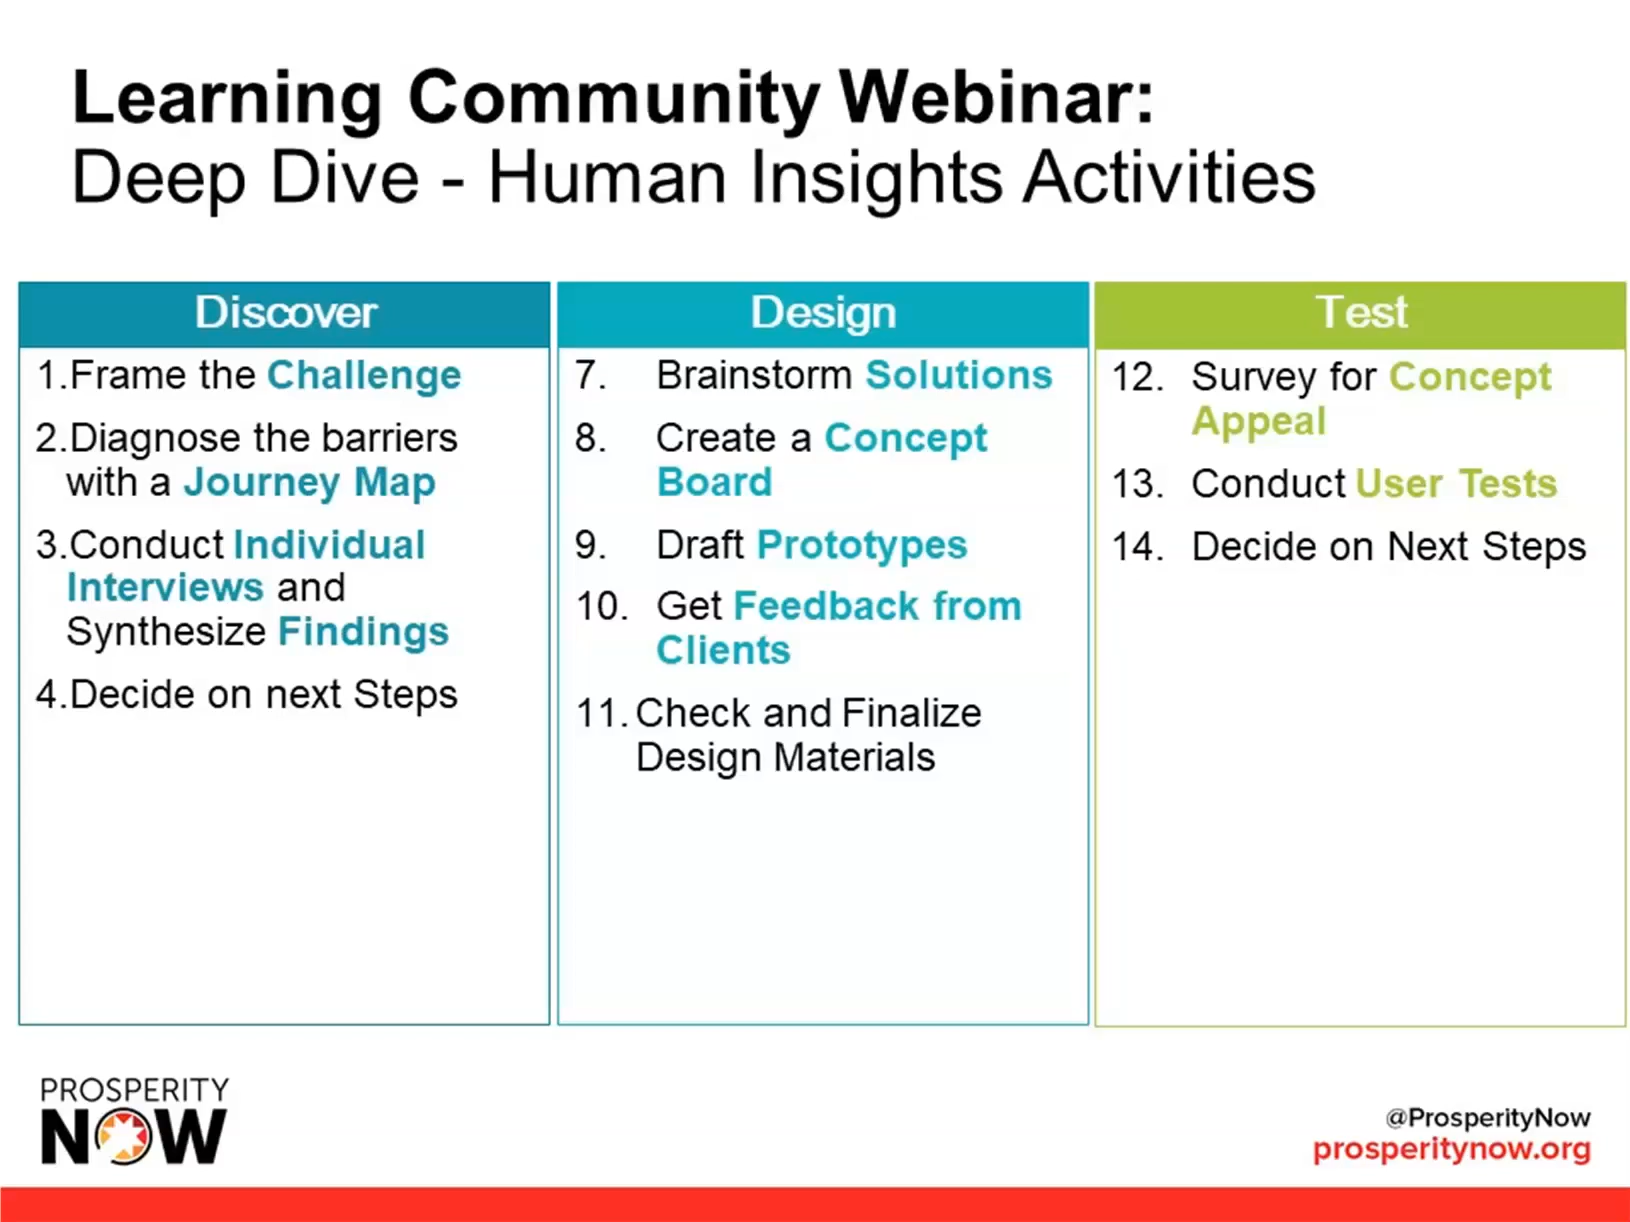 Learning Community Webinar:
Deep Dive - Human Insights Activities
Discover
1.Frame the Challenge
2.Diagnose the barriers
with a Journey Map
3.Conduct Individual
Interviews and
Synthesize Findings
4.Decide on next Steps
Design
7. Brainstorm Solutions
8. Create a Concept
Board
9. Draft Prototypes
10. Get Feedback from
Clients
11. Check and Finalize
Design Materials
Test
12. Survey for Concept
Appeal
13. Conduct User Tests
14. Decide on Next Steps
PROSPERITY
NOW
@ProsperityNow
prosperitynow.org